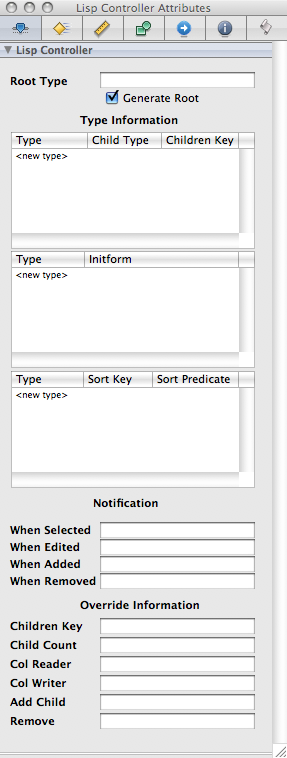 Lisp Controller Attributes
Lisp Controller
Root Type
Generate Root
Type Information
Type Child Type Children Key
<new type>
Type Initform
<new type>
Type Sort Key Sort Predicate
<new type>
Notification
When Selected
When Edited
When Added
When Removed
Override Information
Children Key
Child Count
Col Reader
Col Writer
Add Child
Remove